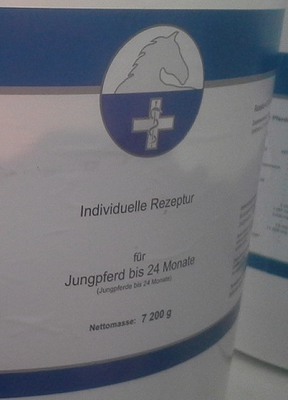 Individuelle Rezeptur
für
Jungpferd bis 24 Monate
(Jungpferde bis 24 Monate)
Nettomasse: 7 200 g